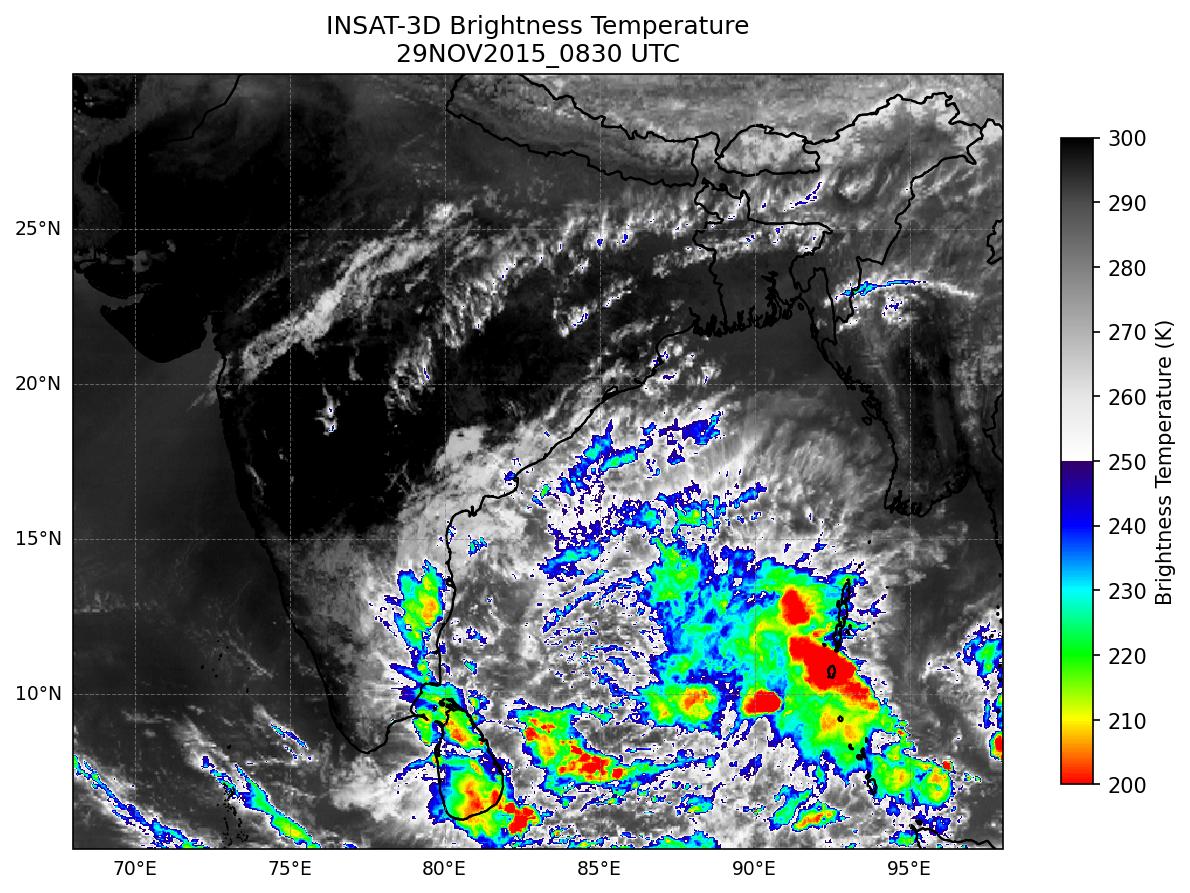 INSAT-3D Brightness Temperature
29NOV2015_0830 UTC
25°N
20°N
15°N
10°N
70°E
75°E
80°E
85°E
90°E
95°E
300
290
280
270
260
250
240
230
220
210
200
Brightness Temperature (K)